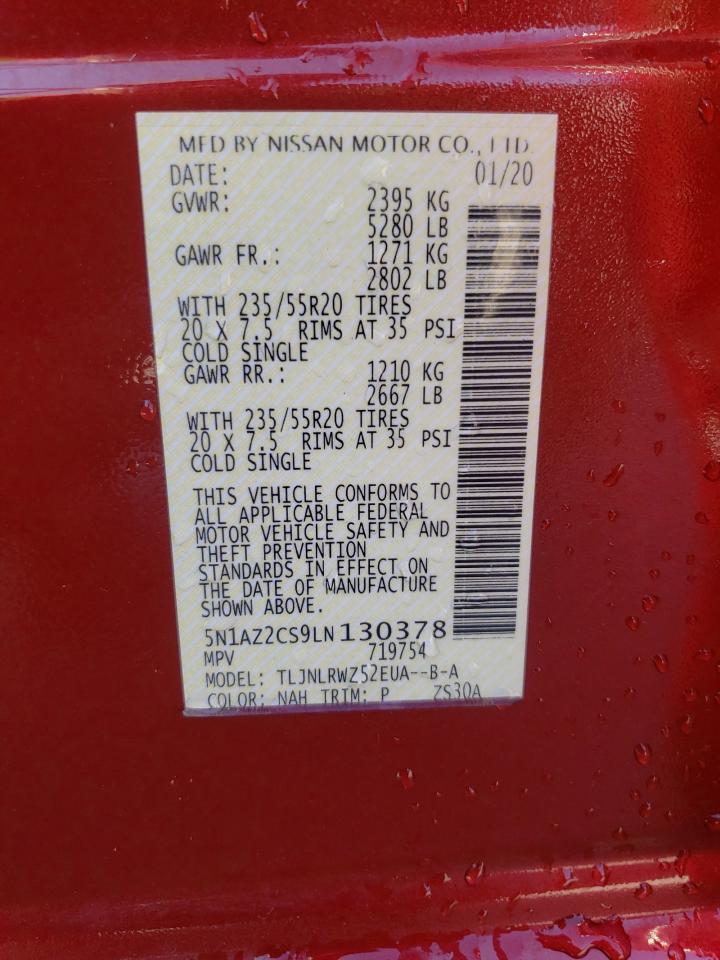 MFD BY NISSAN MOTOR CO., LTD.
DATE: 01/20
GVWR: 2395 KG
5280 LB
GAWR FR.: 1271 KG
2802 LB
WITH 235/55R20 TIRES
20 X 7.5 RIMS AT 35 PSI
COLD SINGLE
GAWR RR.: 1210 KG
2667 LB
WITH 235/55R20 TIRES
20 X 7.5 RIMS AT 35 PSI
COLD SINGLE
THIS VEHICLE CONFORMS TO
ALL APPLICABLE FEDERAL
MOTOR VEHICLE SAFETY AND
THEFT PREVENTION
STANDARDS IN EFFECT ON
THE DATE OF MANUFACTURE
SHOWN ABOVE.
5N1AZ2CS9LN130378
MPV 719754
MODEL: TLJNLRWZ52EUA--B-A
COLOR: NAH TRIM: P ZS30A